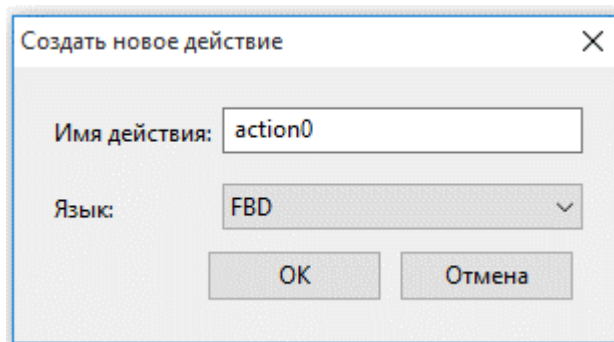 Создать новое действие
Имя действия: action0
Язык: FBD
OK Отмена